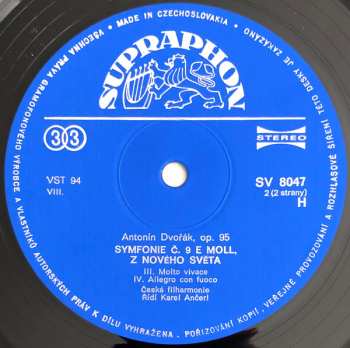 VŠECHNA PRÁVA GRAMOFONOVÉHO VÝROBCE A VLASTNÍKŮ AUTORSKÝCH PRÁV K DÍLU VYHRAŽENA. POŘIZOVÁNÍ KOPIÍ, VEŘEJNÉ PROVOZOVÁNÍ A ROZHLASOVÉ ŠÍŘENÍ TÉTO DESKY JE ZAKÁZÁNO
MADE IN CZECHOSLOVAKIA
SUPRAPHON
33
STEREO
VST 94
VIII.
SV 8047
2 (2 strany)
H
Antonín Dvořák, op. 95
SYMFONIE Č. 9 E MOLL,
Z NOVÉHO SVĚTA
III. Molto vivace
IV. Allegro con fuoco
Česká filharmonie
Řídí Karel Ančerl